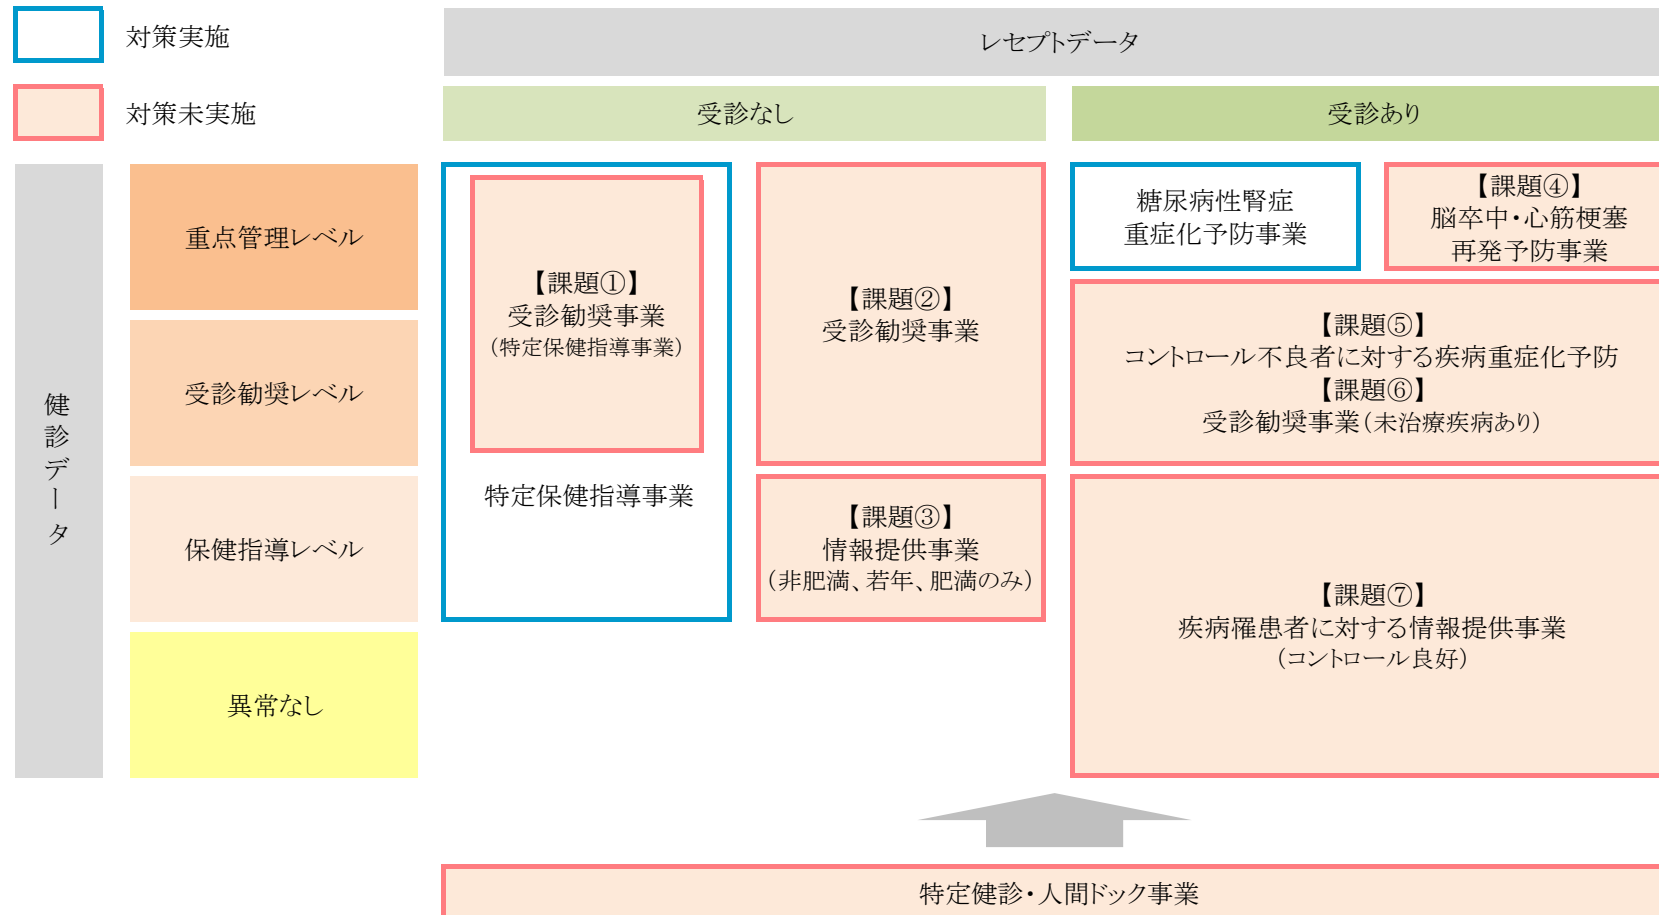 対策実施
対策未実施
レセプトデータ
受診なし
受診あり
健診データ
重点管理レベル
受診勧奨レベル
保健指導レベル
異常なし
【課題①】
受診勧奨事業
（特定保健指導事業）
特定保健指導事業
【課題②】
受診勧奨事業
【課題③】
情報提供事業
（非肥満、若年、肥満のみ）
糖尿病性腎症
重症化予防事業
【課題④】
脳卒中・心筋梗塞
再発予防事業
【課題⑤】
コントロール不良者に対する疾病重症化予防
【課題⑥】
受診勧奨事業（未治療疾病あり）
【課題⑦】
疾病罹患者に対する情報提供事業
（コントロール良好）
特定健診・人間ドック事業